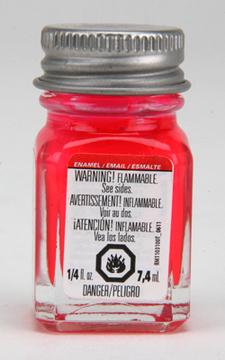 ENAMEL / EMAIL / ESMALTE
WARNING! FLAMMABLE.
See sides.
AVERTISSEMENT! INFLAMMABLE.
Voir au dos.
¡ATENCIÓN! INFLAMABLE.
Vea los lados.
1/4 fl. oz. 7,4 mL
DANGER/PELIGRO